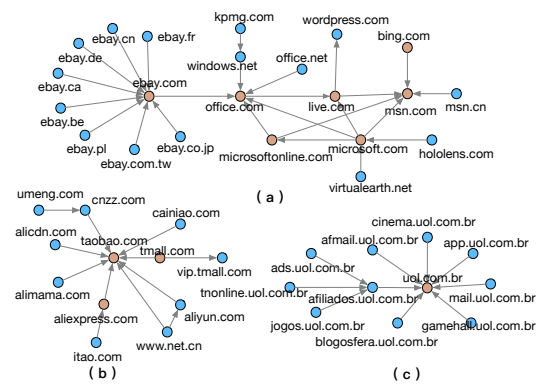 kpmg.com
wordpress.com
ebay.cn
ebay.fr
bing.com
ebay.de
windows.net
office.net
ebay.ca
ebay.com
office.com
live.com
msn.com
msn.cn
ebay.be
ebay.pl
ebay.co.jp
ebay.com.tw
microsoftonline.com
microsoft.com
hololens.com
virtualearth.net
(a)
umeng.com
cnzz.com
cainiao.com
alicdn.com
taobao.com
tmall.com
vip.tmall.com
alimama.com
aliexpress.com
aliyun.com
www.net.cn
itao.com
(b)
cinema.uol.com.br
afmail.uol.com.br
app.uol.com.br
ads.uol.com.br
uol.com.br
tnonline.uol.com.br
afiliados.uol.com.br
mail.uol.com.br
jogos.uol.com.br
gamehall.uol.com.br
blogosfera.uol.com.br
(c)